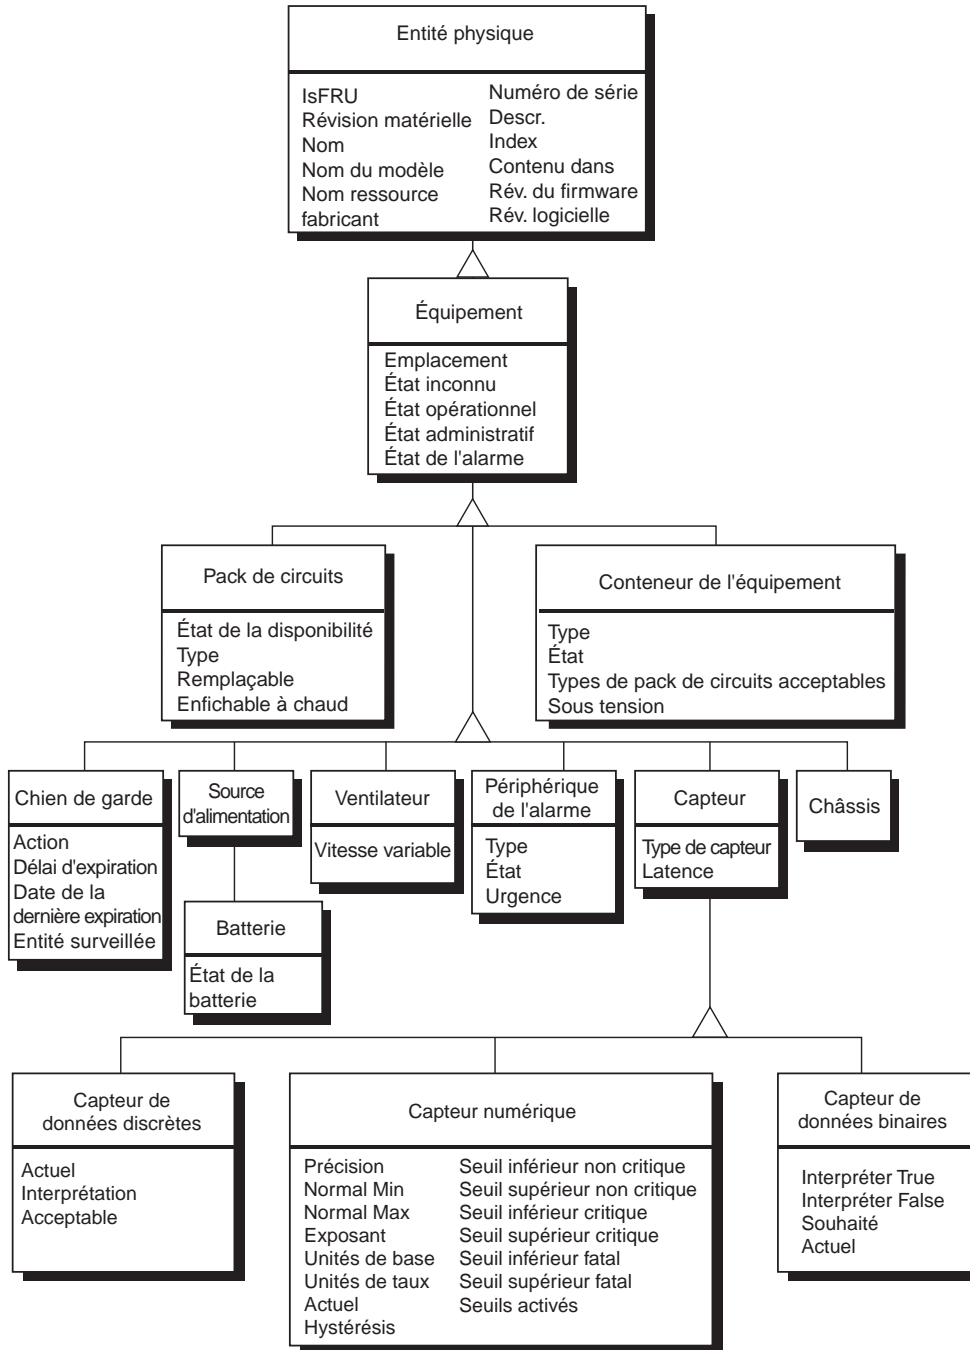 Entité physique
IsFRU
Révision matérielle
Nom
Nom du modèle
Nom ressource
fabricant
Numéro de série
Descr.
Index
Contenu dans
Rév. du firmware
Rév. logicielle
Équipement
Emplacement
État inconnu
État opérationnel
État administratif
État de l'alarme
Pack de circuits
État de la disponibilité
Type
Remplaçable
Enfichable à chaud
Conteneur de l'équipement
Type
État
Types de pack de circuits acceptables
Sous tension
Chien de garde
Action
Délai d'expiration
Date de la
dernière expiration
Entité surveillée
Source
d'alimentation
Batterie
État de la
batterie
Ventilateur
Vitesse variable
Périphérique
de l'alarme
Type
État
Urgence
Capteur
Type de capteur
Latence
Châssis
Capteur de
données discrètes
Actuel
Interprétation
Acceptable
Capteur numérique
Précision
Normal Min
Normal Max
Exposant
Unités de base
Unités de taux
Actuel
Hystérésis
Seuil inférieur non critique
Seuil supérieur non critique
Seuil inférieur critique
Seuil supérieur critique
Seuil inférieur fatal
Seuil supérieur fatal
Seuils activés
Capteur de
données binaires
Interpréter True
Interpréter False
Souhaité
Actuel